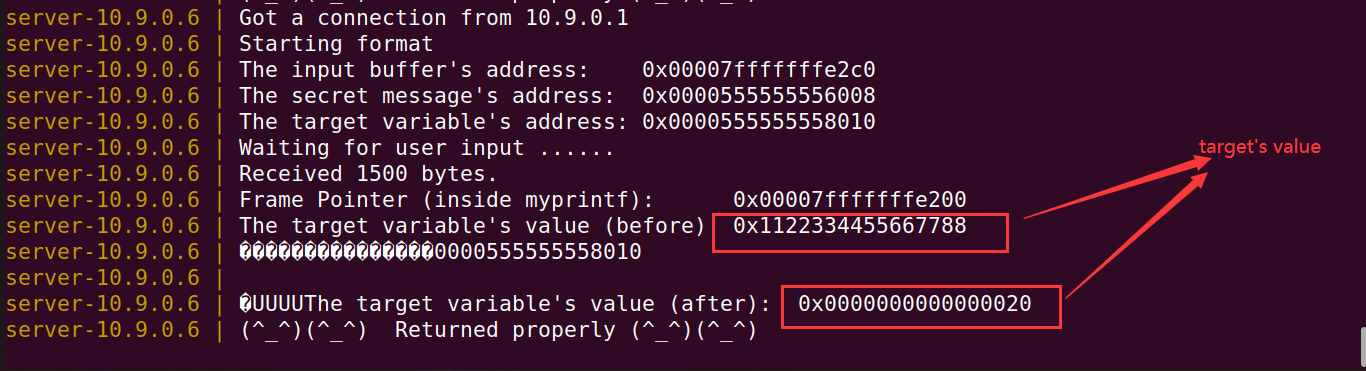 server-10.9.0.6 | Got a connection from 10.9.0.1
server-10.9.0.6 | Starting format
server-10.9.0.6 | The input buffer's address:    0x00007fffffffe2c0
server-10.9.0.6 | The secret message's address:  0x0000555555556008
server-10.9.0.6 | The target variable's address: 0x0000555555558010
server-10.9.0.6 | Waiting for user input ......
server-10.9.0.6 | Received 1500 bytes.
server-10.9.0.6 | Frame Pointer (inside myprintf):      0x00007fffffffe200
server-10.9.0.6 | The target variable's value (before)  0x1122334455667788
target's value
server-10.9.0.6 | �������������������0000555555558010
server-10.9.0.6 |
server-10.9.0.6 | �UUUUThe target variable's value (after):  0x0000000000000020
server-10.9.0.6 | (^_^)(^_^)  Returned properly (^_^)(^_^)